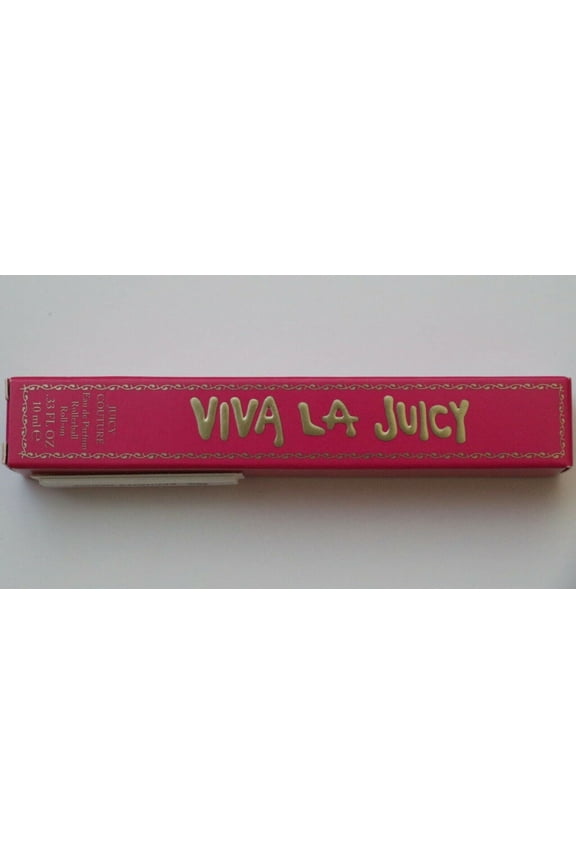 VIVA LA JUICY
JUICY
COUTURE
Eau de Parfum
Rollerball
Roll-on
.33 FL OZ
10 ml e